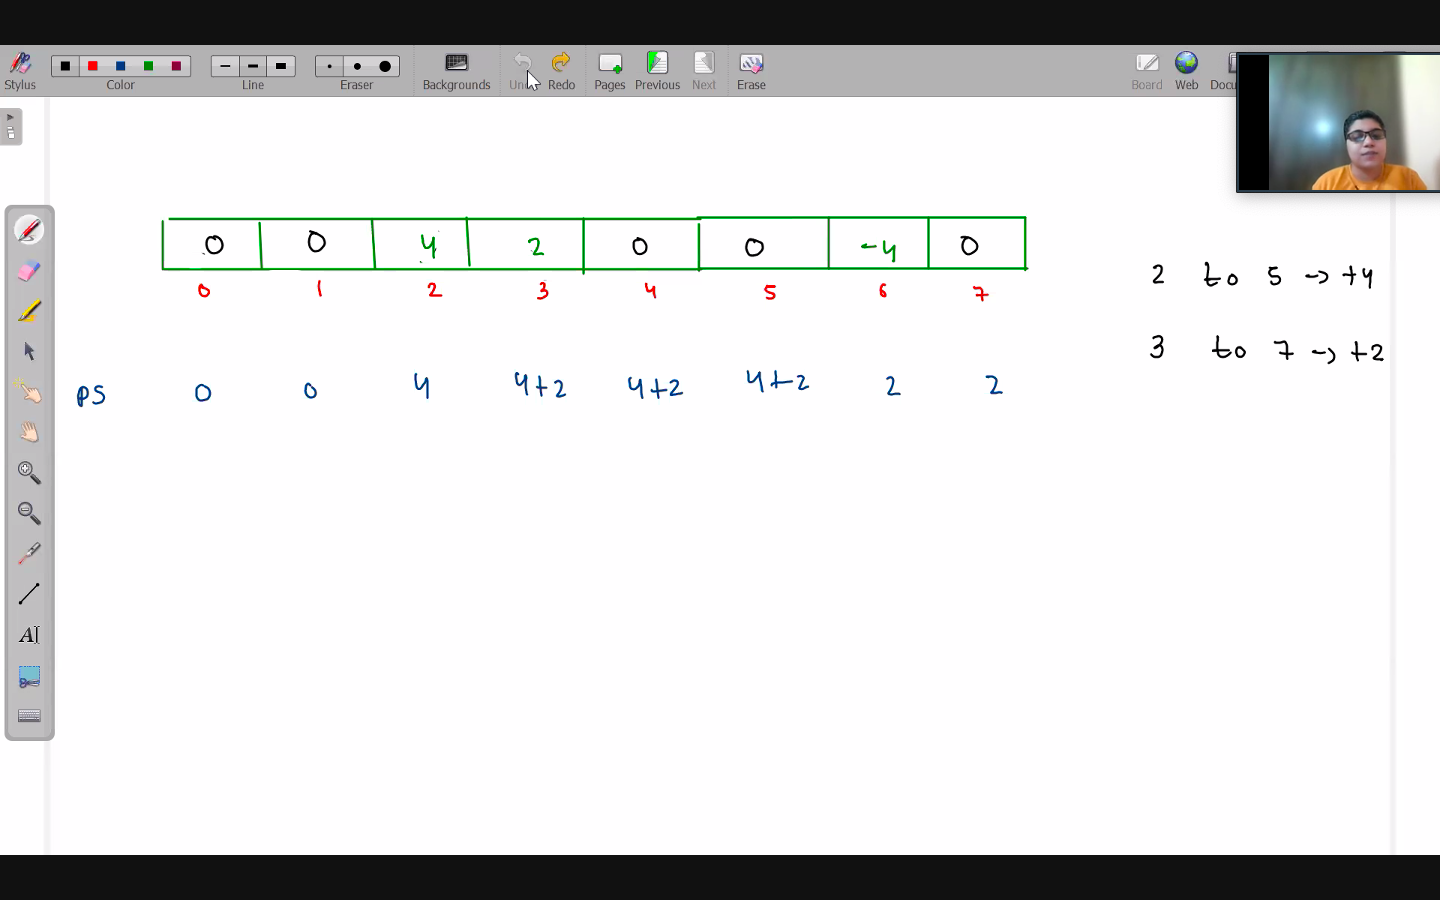 Stylus Color Line Eraser Backgrounds Undo Redo Pages Previous Next Erase Board Web
0 0 4 2 0 0 -4 0
0 1 2 3 4 5 6 7
2 to 5 → +4
3 to 7 → +2
PS 0 0 4 4+2 4+2 4+2 2 2
AI